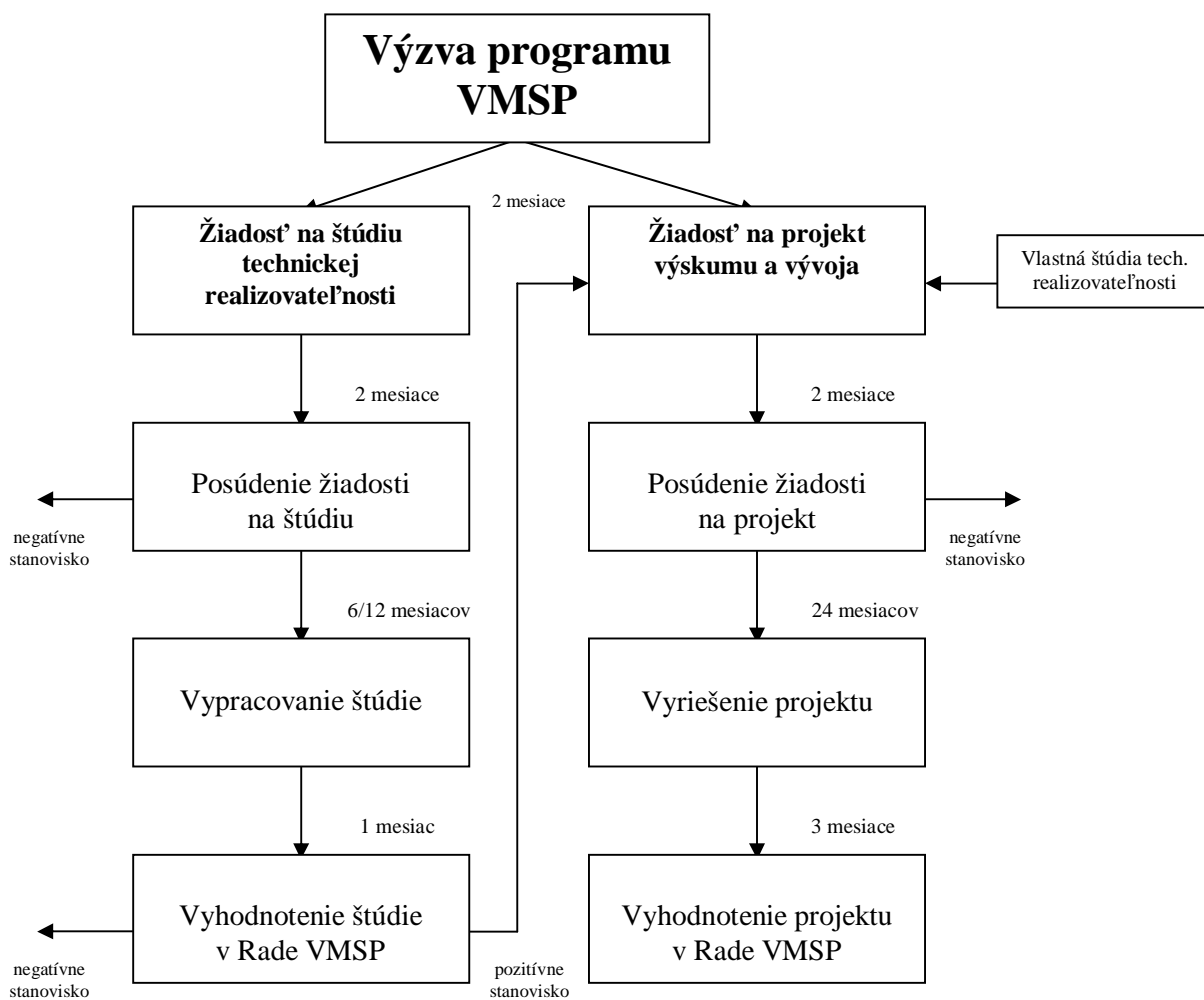 Výzva programu
VMSP
2 mesiace
Žiadosť na štúdiu
technickej
realizovateľnosti
Žiadosť na projekt
výskumu a vývoja
Vlastná štúdia tech.
realizovateľnosti
2 mesiace
2 mesiace
Posúdenie žiadosti
na štúdiu
Posúdenie žiadosti
na projekt
negatívne
stanovisko
negatívne
stanovisko
6/12 mesiacov
24 mesiacov
Vypracovanie štúdie
Vyriešenie projektu
1 mesiac
3 mesiace
Vyhodnotenie štúdie
v Rade VMSP
Vyhodnotenie projektu
v Rade VMSP
negatívne
stanovisko
pozitívne
stanovisko